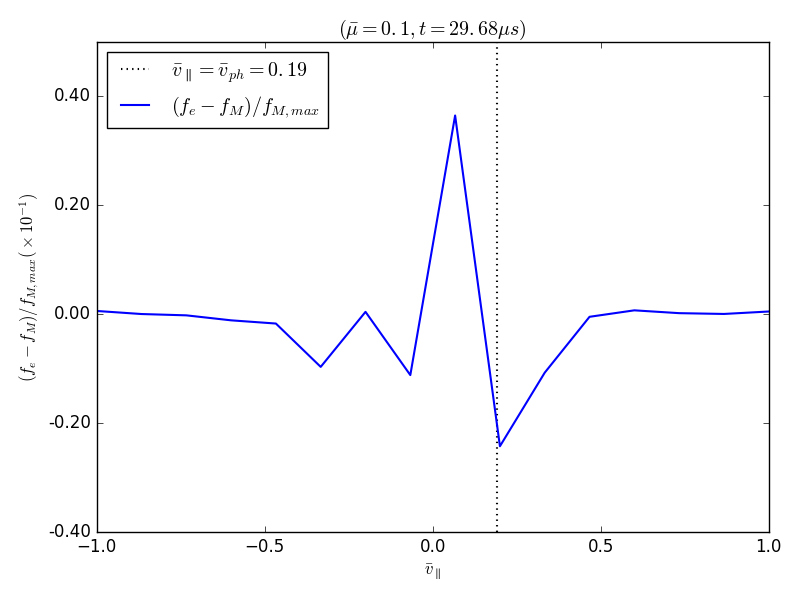 (μ̄ = 0.1, t = 29.68μs)
v̄∥ = v̄ph = 0.19
(fe − fM)/fM,max
0.40
0.20
0.00
-0.20
-0.40
(fe − fM)/fM,max(×10⁻¹)
−1.0 −0.5 0.0 0.5 1.0
v̄∥